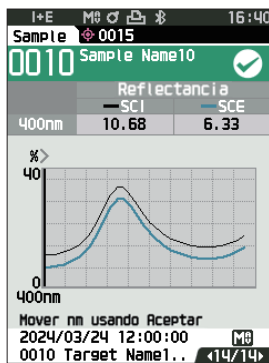 I+E M0 16:40
Sample 0015
0010 Sample Name10
Reflectancia
SCI SCE
400nm 10.68 6.33
%
40
0
400nm
Mover nm usando Aceptar
2024/03/24 12:00:00 M0
0010 Target Name1.. 14/14